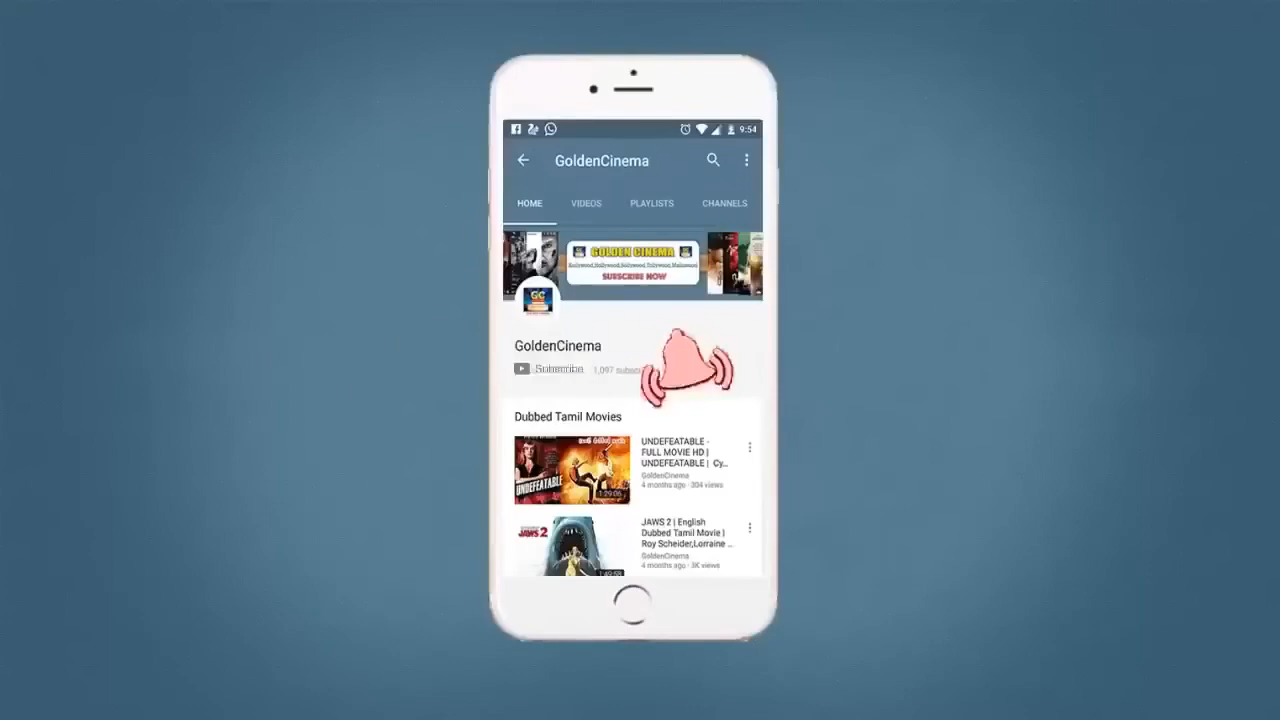 9:54
GoldenCinema
HOME VIDEOS PLAYLISTS CHANNELS
GOLDEN CINEMA
SUBSCRIBE NOW
GC
GoldenCinema
Subscribe 1,097
Dubbed Tamil Movies
UNDEFEATABLE -
FULL MOVIE HD |
UNDEFEATABLE | Cy...
GoldenCinema
4 months ago · 304 views
UNDEFEATABLE
1:29:06
JAWS 2 | English
Dubbed Tamil Movie |
Roy Scheider,Lorraine ...
GoldenCinema
4 months ago · 3K views
JAWS 2